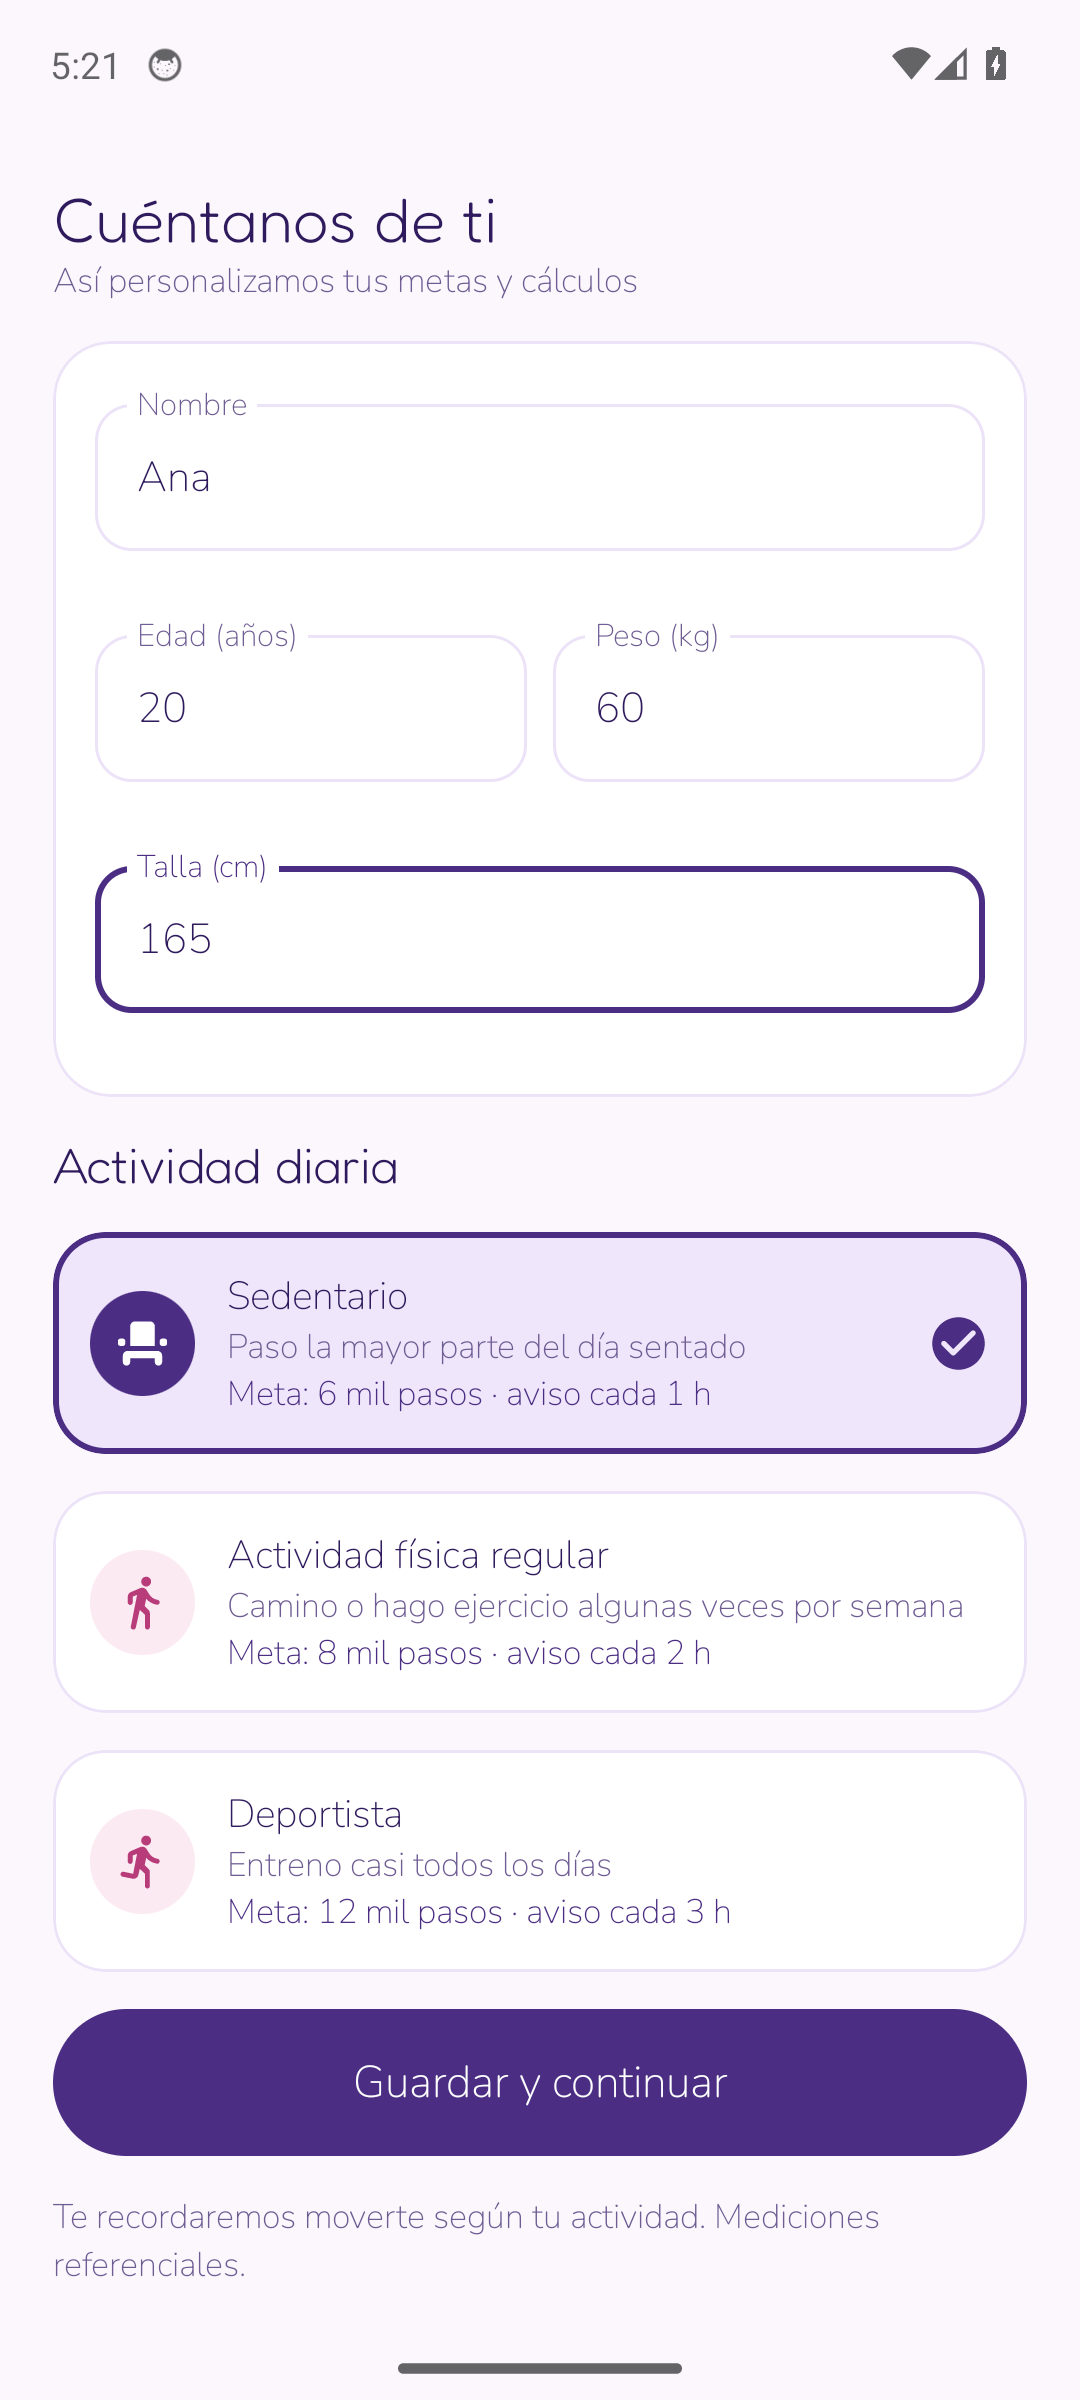 5:21
Cuéntanos de ti
Así personalizamos tus metas y cálculos
Nombre
Ana
Edad (años)
Peso (kg)
20
60
Talla (cm)
165
Actividad diaria
Sedentario
Paso la mayor parte del día sentado
Meta: 6 mil pasos · aviso cada 1 h
Actividad física regular
Camino o hago ejercicio algunas veces por semana
Meta: 8 mil pasos · aviso cada 2 h
Deportista
Entreno casi todos los días
Meta: 12 mil pasos · aviso cada 3 h
Guardar y continuar
Te recordaremos moverte según tu actividad. Mediciones
referenciales.